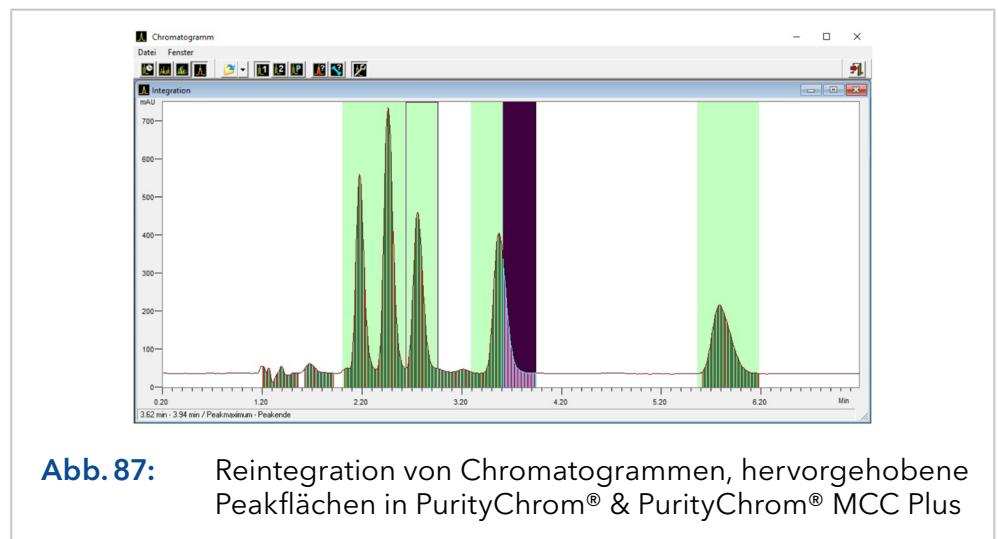 Chromatogramm
Datei Fenster
1 2 P
Integration
mAU
700
600
500
400
300
200
100
0
0.20 1.20 2.20 3.20 4.20 5.20 6.20 Min
3.62 min - 3.94 min / Peakmaximum - Peakende
Abb. 87: Reintegration von Chromatogrammen, hervorgehobene
Peakflächen in PurityChrom® & PurityChrom® MCC Plus